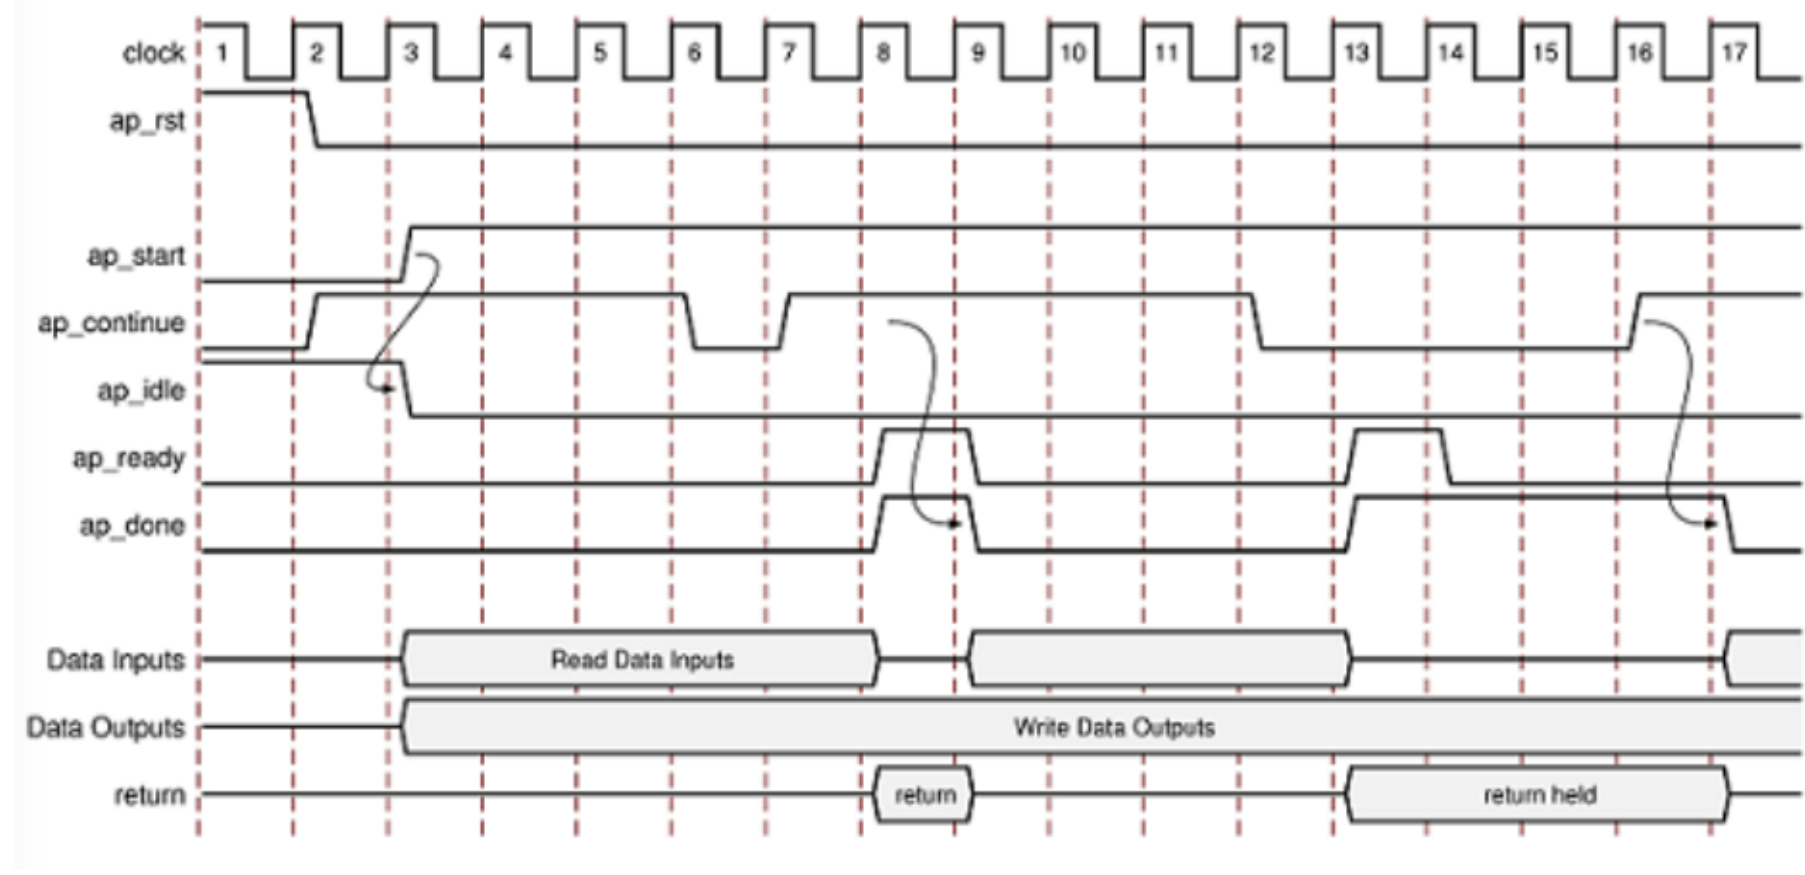 clock 1 2 3 4 5 6 7 8 9 10 11 12 13 14 15 16 17
ap_rst
ap_start
ap_continue
ap_idle
ap_ready
ap_done
Data Inputs Read Data Inputs
Data Outputs Write Data Outputs
return return return held